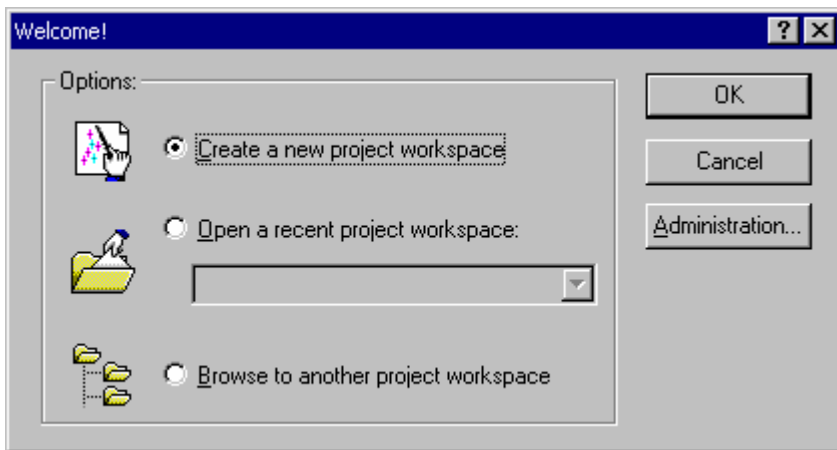 Welcome!
Options:
Create a new project workspace
Open a recent project workspace:
Browse to another project workspace
OK
Cancel
Administration...